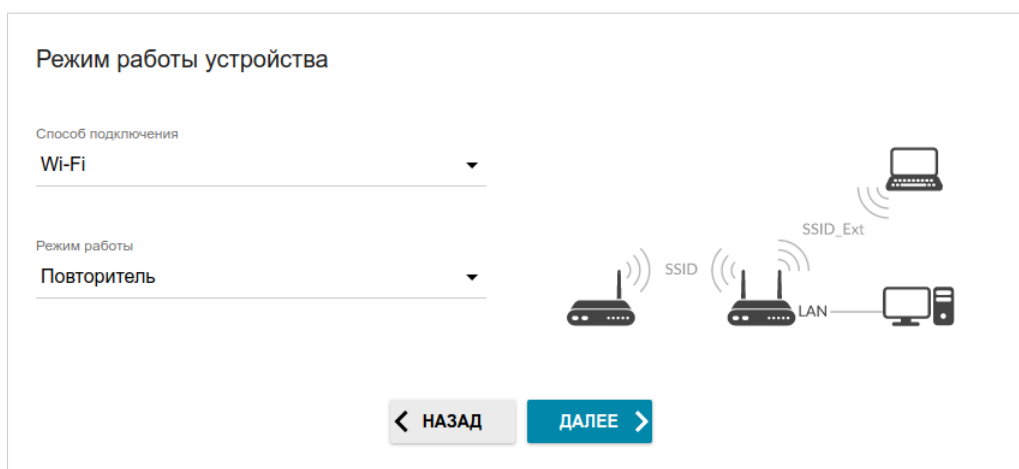 Режим работы устройства
Способ подключения
Wi-Fi
Режим работы
Повторитель
SSID
SSID_Ext
LAN
НАЗАД
ДАЛЕЕ